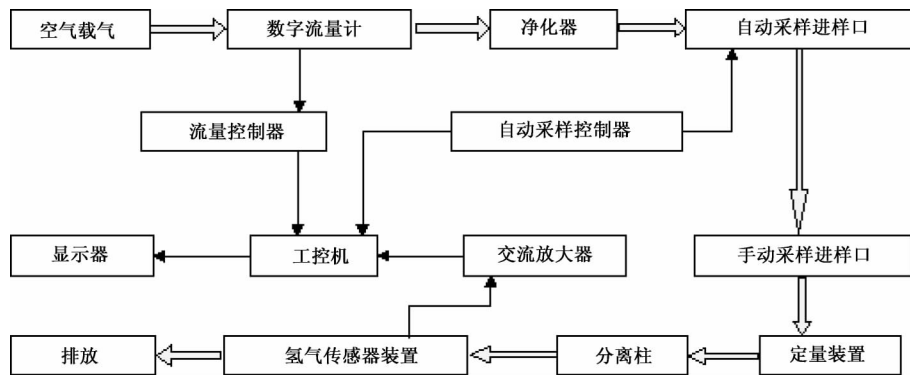 空气载气
数字流量计
净化器
自动采样进样口
流量控制器
自动采样控制器
显示器
工控机
交流放大器
手动采样进样口
排放
氢气传感器装置
分离柱
定量装置